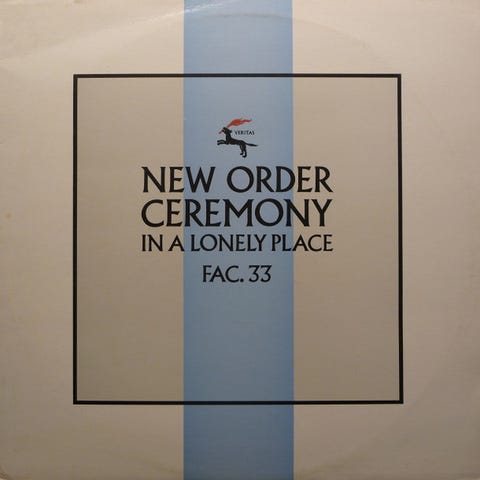 VERITAS
NEW ORDER
CEREMONY
IN A LONELY PLACE
FAC. 33